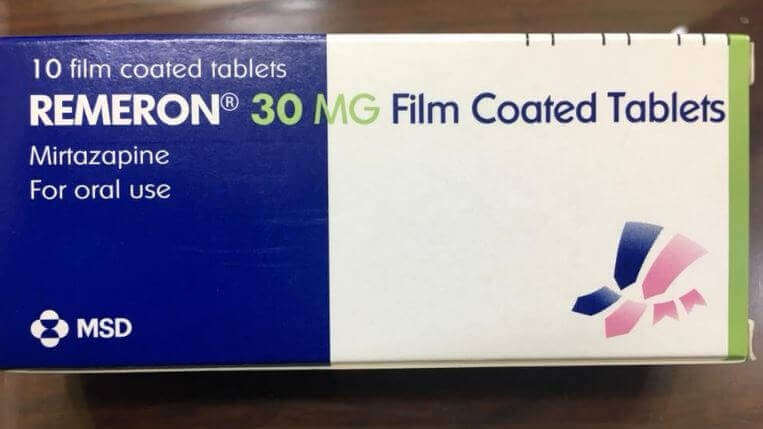 10 film coated tablets
REMERON® 30 MG Film Coated Tablets
Mirtazapine
For oral use
MSD